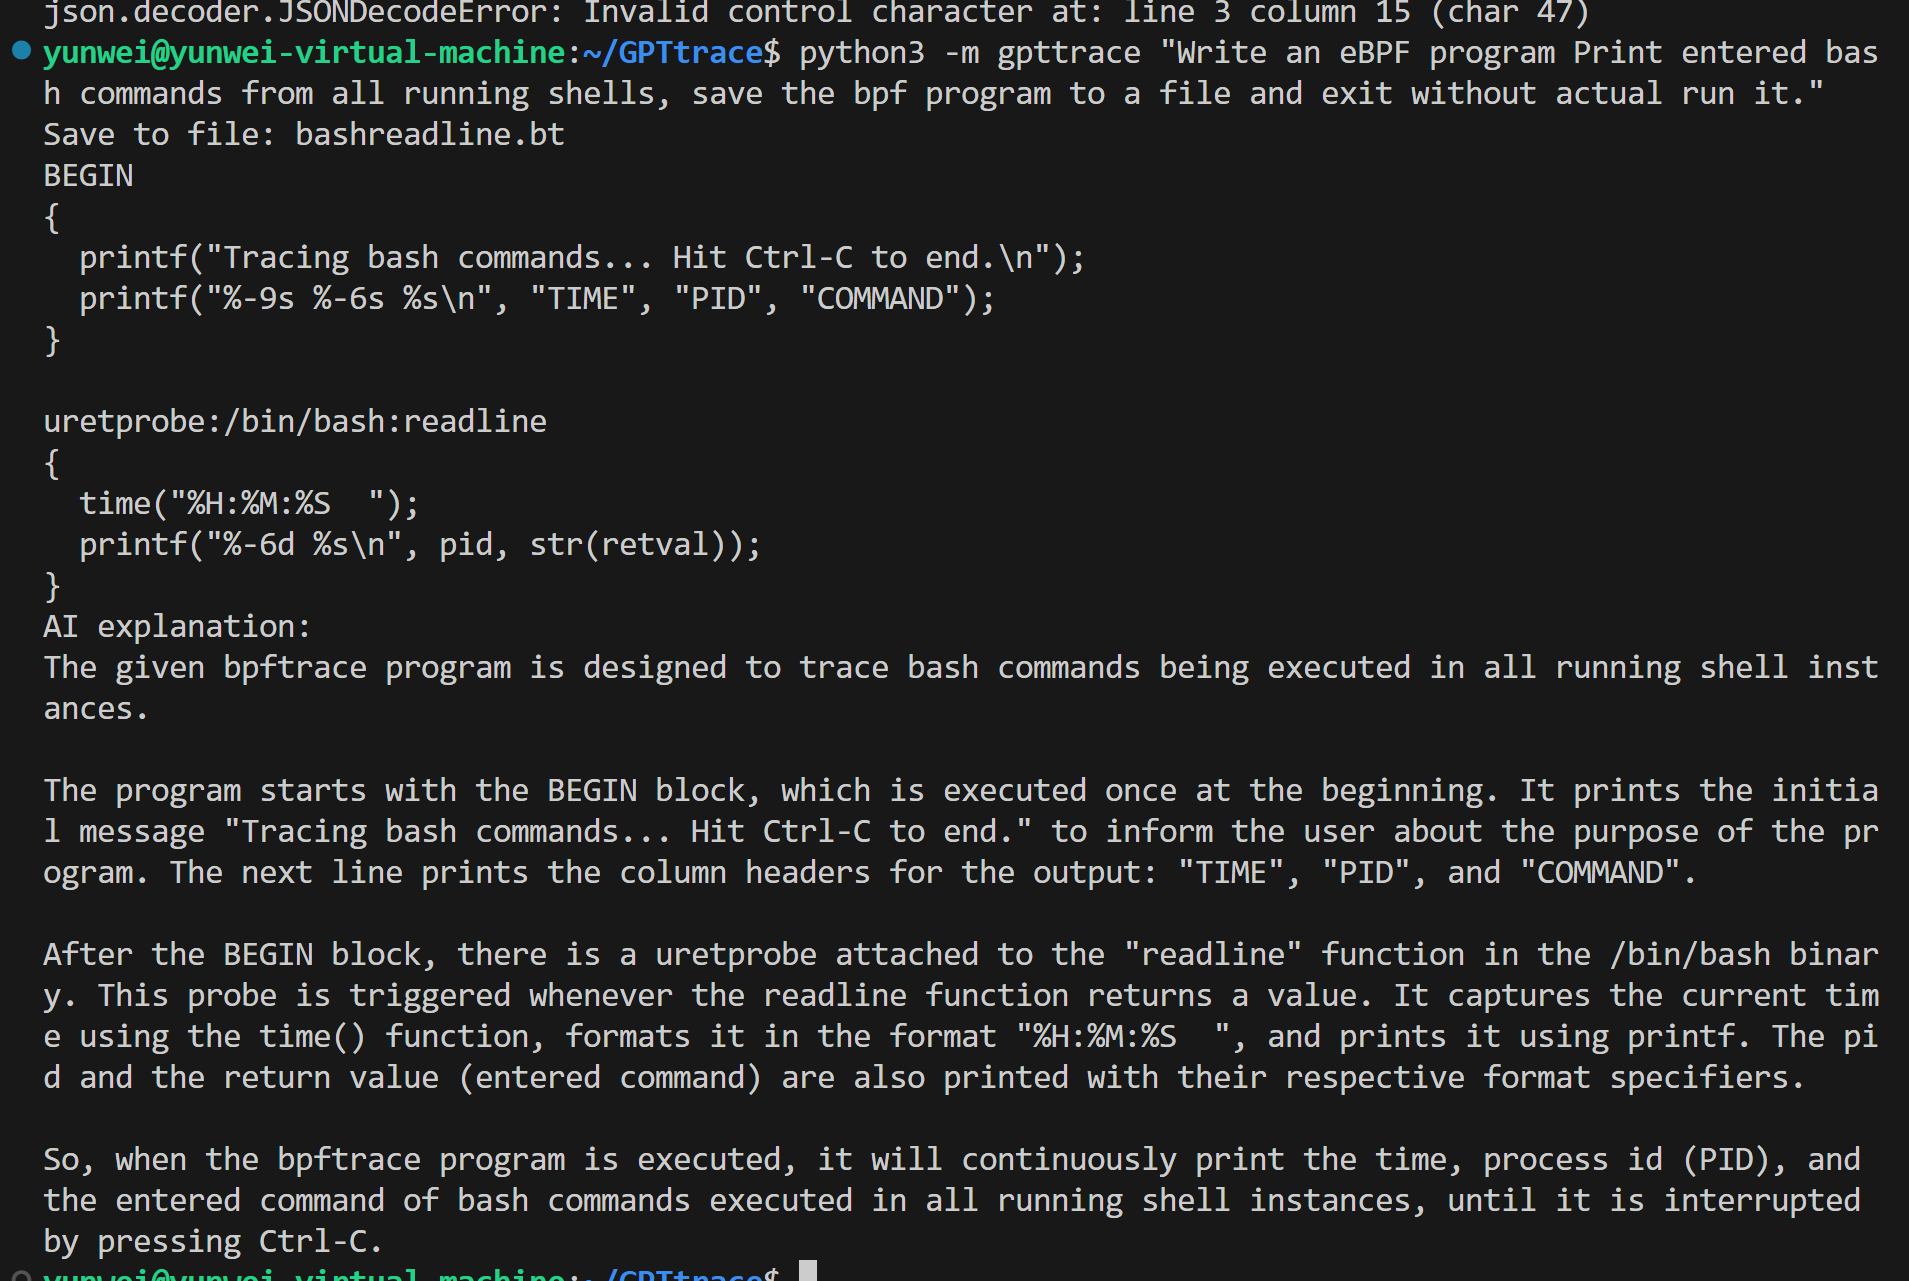 json.decoder.JSONDecodeError: Invalid control character at: line 3 column 15 (char 47)
yunwei@yunwei-virtual-machine:~/GPTtrace$ python3 -m gpttrace "Write an eBPF program Print entered bas
h commands from all running shells, save the bpf program to a file and exit without actual run it."
Save to file: bashreadline.bt
BEGIN
{
  printf("Tracing bash commands... Hit Ctrl-C to end.\n");
  printf("%-9s %-6s %s\n", "TIME", "PID", "COMMAND");
}

uretprobe:/bin/bash:readline
{
  time("%H:%M:%S  ");
  printf("%-6d %s\n", pid, str(retval));
}
AI explanation:
The given bpftrace program is designed to trace bash commands being executed in all running shell inst
ances.

The program starts with the BEGIN block, which is executed once at the beginning. It prints the initia
l message "Tracing bash commands... Hit Ctrl-C to end." to inform the user about the purpose of the pr
ogram. The next line prints the column headers for the output: "TIME", "PID", and "COMMAND".

After the BEGIN block, there is a uretprobe attached to the "readline" function in the /bin/bash binar
y. This probe is triggered whenever the readline function returns a value. It captures the current tim
e using the time() function, formats it in the format "%H:%M:%S  ", and prints it using printf. The pi
d and the return value (entered command) are also printed with their respective format specifiers.

So, when the bpftrace program is executed, it will continuously print the time, process id (PID), and
the entered command of bash commands executed in all running shell instances, until it is interrupted
by pressing Ctrl-C.
yunwei@yunwei-virtual-machine:~/GPTtrace$